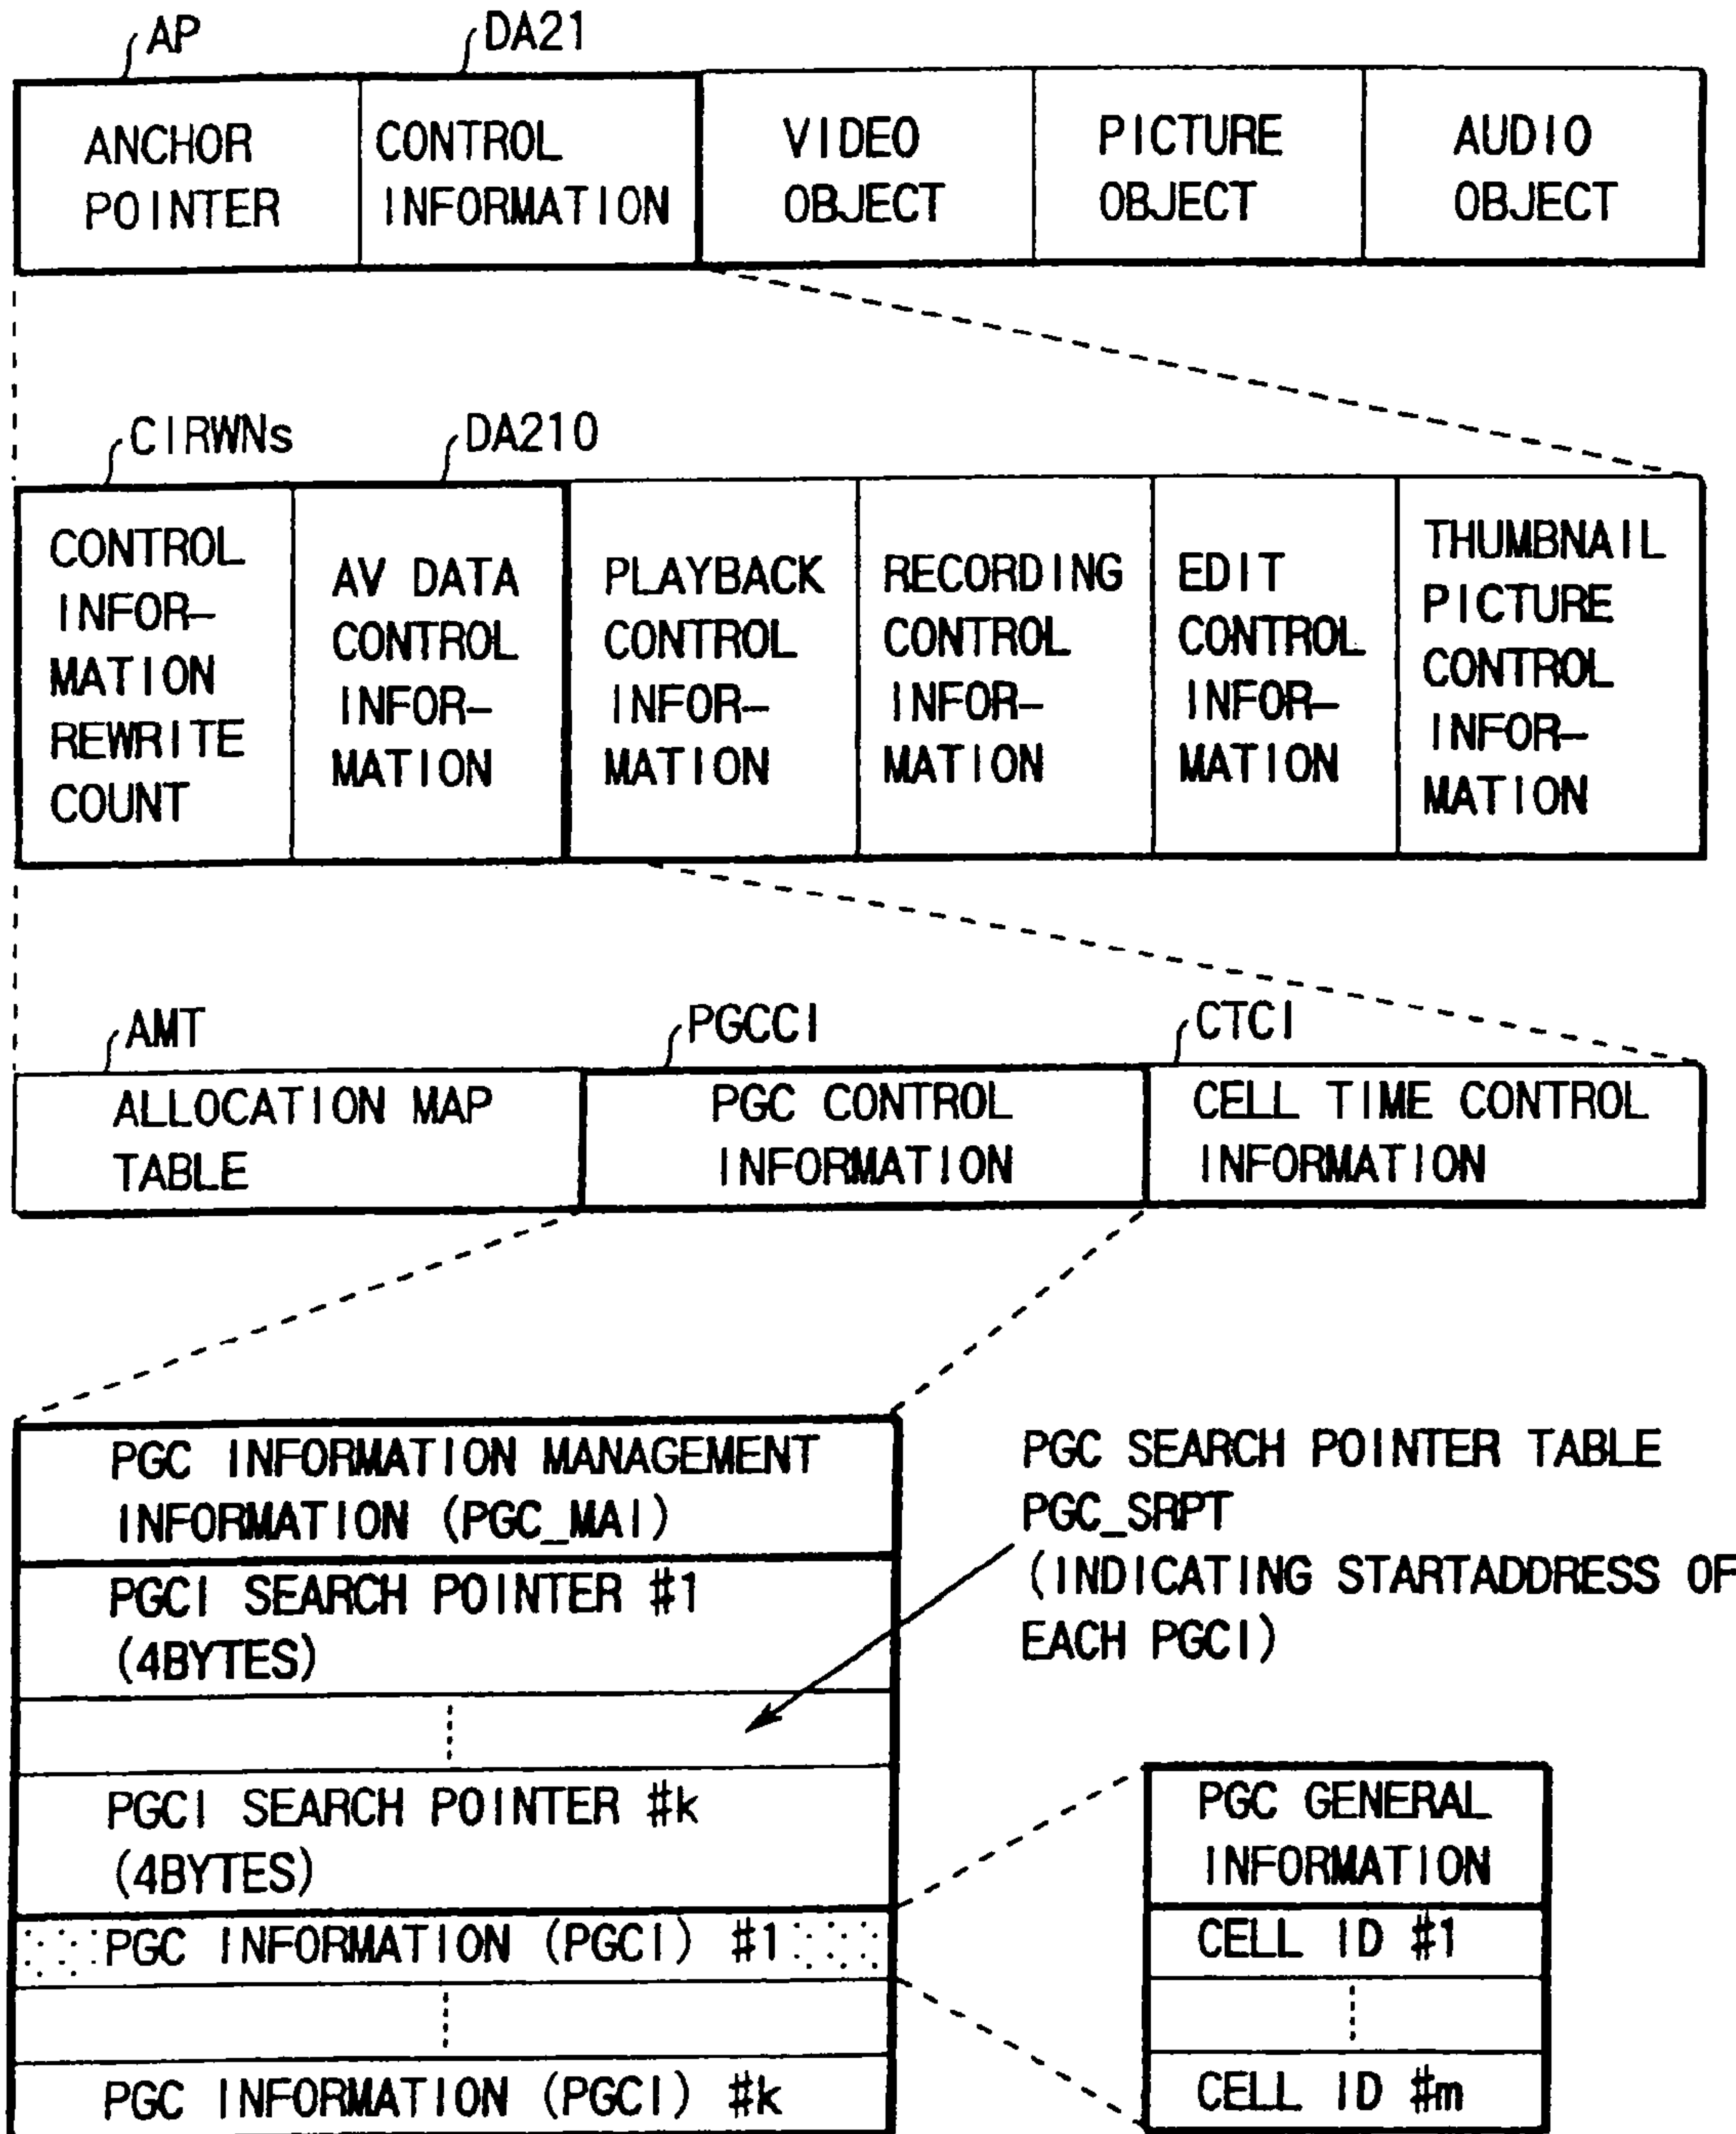 AP
DA21
ANCHOR
POINTER
CONTROL
INFORMATION
VIDEO
OBJECT
PICTURE
OBJECT
AUDIO
OBJECT
CIRWNs
DA210
CONTROL
INFOR-
MATION
REWRITE
COUNT
AV DATA
CONTROL
INFOR-
MATION
PLAYBACK
CONTROL
INFOR-
MATION
RECORDING
CONTROL
INFOR-
MATION
EDIT
CONTROL
INFOR-
MATION
THUMBNAIL
PICTURE
CONTROL
INFOR-
MATION
AMT
PGCCI
CTCI
ALLOCATION MAP
TABLE
PGC CONTROL
INFORMATION
CELL TIME CONTROL
INFORMATION
PGC INFORMATION MANAGEMENT
INFORMATION (PGC_MAI)
PGCI SEARCH POINTER #1
(4BYTES)
PGCI SEARCH POINTER #k
(4BYTES)
PGC INFORMATION (PGCI) #1
PGC INFORMATION (PGCI) #k
PGC SEARCH POINTER TABLE
PGC_SRPT
(INDICATING STARTADDRESS OF
EACH PGCI)
PGC GENERAL
INFORMATION
CELL ID #1
CELL ID #m